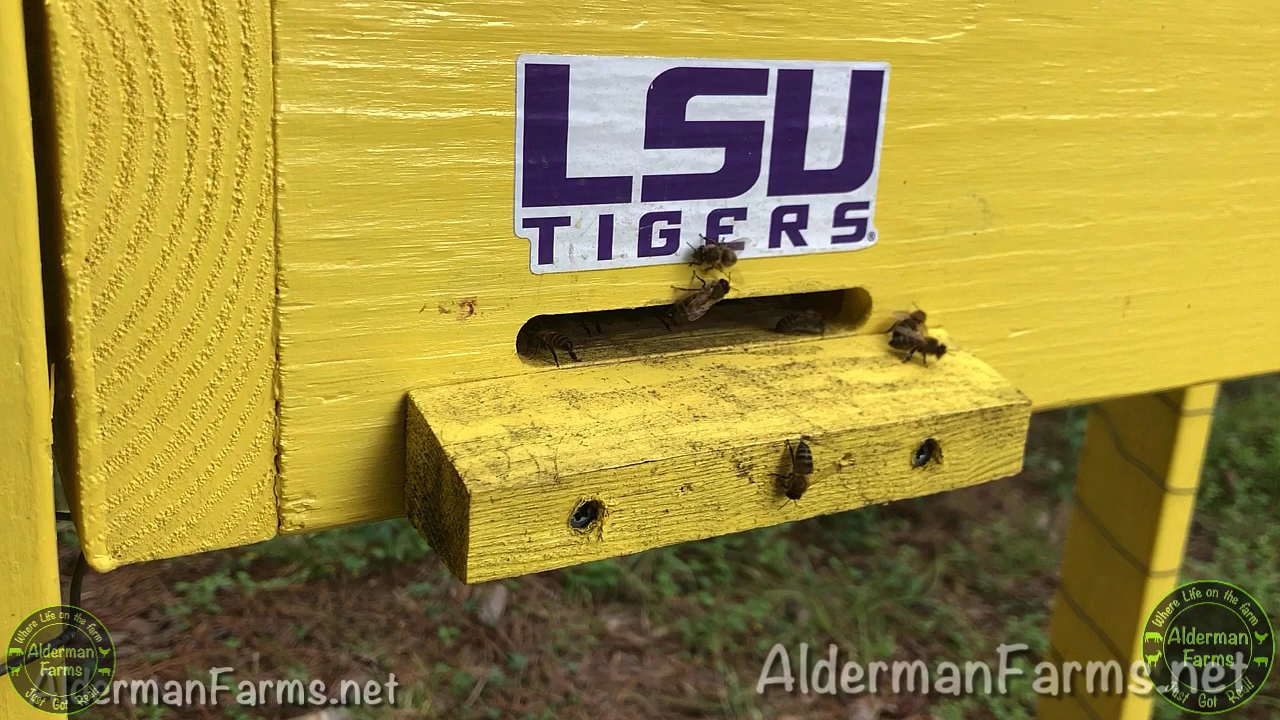 LSU
TIGERS®
Where Life on the farm
Alderman
Farms
Just Got Real!
AldermanFarms.net
AldermanFarms.net
Where Life on the farm
Alderman
Farms
Just Got Real!